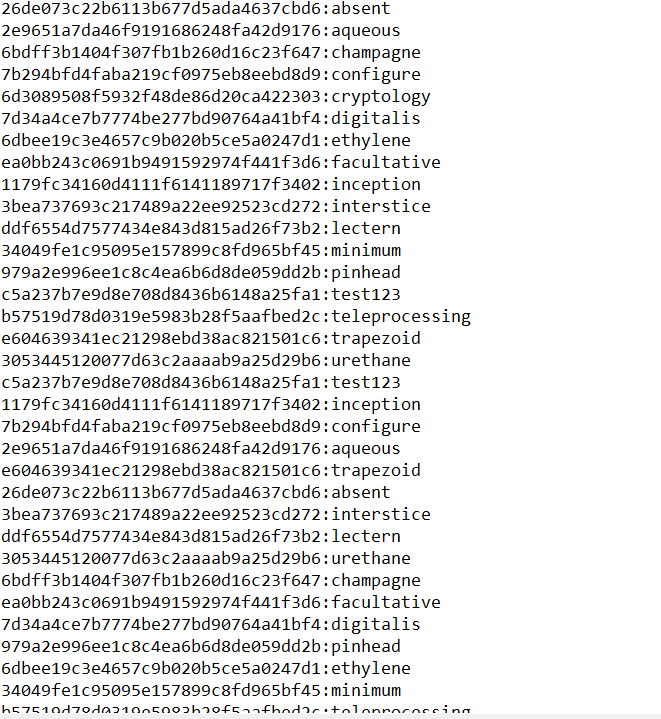 26de073c22b6113b677d5ada4637cbd6:absent
2e9651a7da46f9191686248fa42d9176:aqueous
6bdff3b1404f307fb1b260d16c23f647:champagne
7b294bfd4faba219cf0975eb8eebd8d9:configure
6d3089508f5932f48de86d20ca422303:cryptology
7d34a4ce7b7774be277bd90764a41bf4:digitalis
6dbee19c3e4657c9b020b5ce5a0247d1:ethylene
ea0bb243c0691b9491592974f441f3d6:facultative
1179fc34160d4111f6141189717f3402:inception
3bea737693c217489a22ee92523cd272:interstice
ddf6554d7577434e843d815ad26f73b2:lectern
34049fe1c95095e157899c8fd965bf45:minimum
979a2e996ee1c8c4ea6b6d8de059dd2b:pinhead
c5a237b7e9d8e708d8436b6148a25fa1:test123
b57519d78d0319e5983b28f5aafbed2c:teleprocessing
e604639341ec21298ebd38ac821501c6:trapezoid
3053445120077d63c2aaaab9a25d29b6:urethane
c5a237b7e9d8e708d8436b6148a25fa1:test123
1179fc34160d4111f6141189717f3402:inception
7b294bfd4faba219cf0975eb8eebd8d9:configure
2e9651a7da46f9191686248fa42d9176:aqueous
e604639341ec21298ebd38ac821501c6:trapezoid
26de073c22b6113b677d5ada4637cbd6:absent
3bea737693c217489a22ee92523cd272:interstice
ddf6554d7577434e843d815ad26f73b2:lectern
3053445120077d63c2aaaab9a25d29b6:urethane
6bdff3b1404f307fb1b260d16c23f647:champagne
ea0bb243c0691b9491592974f441f3d6:facultative
7d34a4ce7b7774be277bd90764a41bf4:digitalis
979a2e996ee1c8c4ea6b6d8de059dd2b:pinhead
6dbee19c3e4657c9b020b5ce5a0247d1:ethylene
34049fe1c95095e157899c8fd965bf45:minimum
b57519d78d0319e5983b28f5aafbed2c:teleprocessing